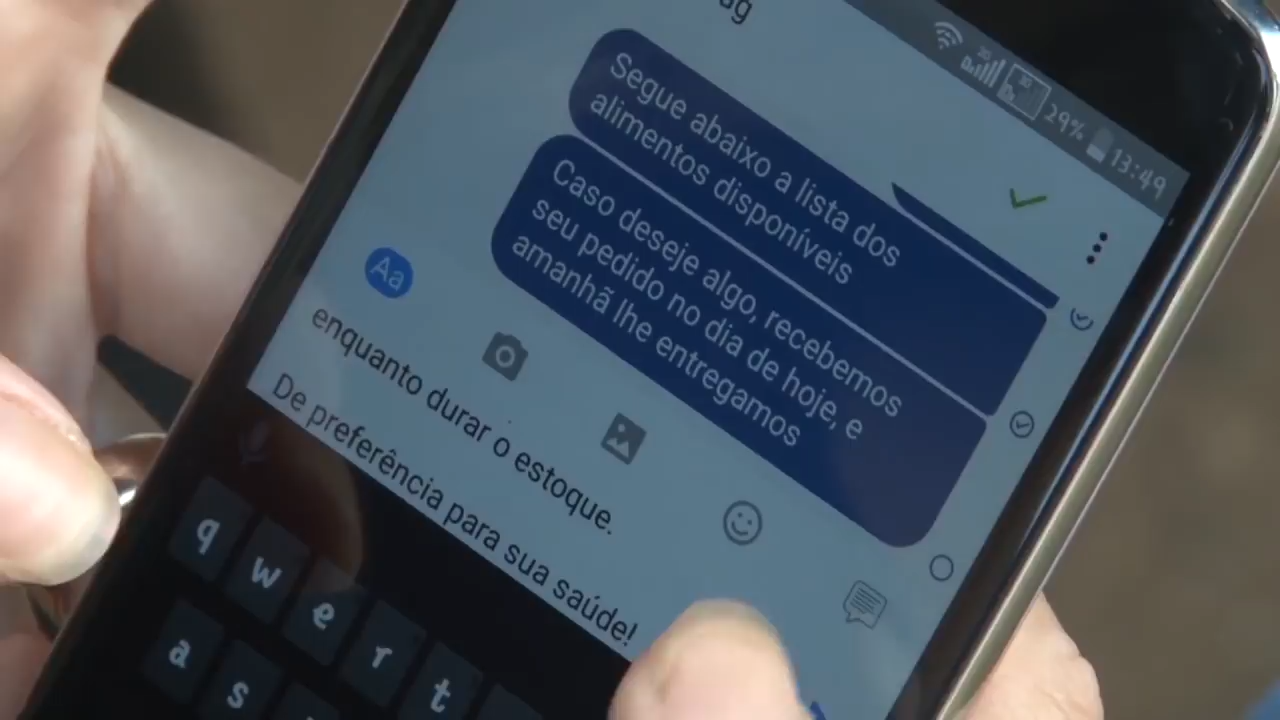 29% 13:49
Segue abaixo a lista dos
alimentos disponíveis
Caso deseje algo, recebemos
seu pedido no dia de hoje, e
amanhã lhe entregamos
Aa
enquanto durar o estoque.
De preferência para sua saúde!
q w e r t
a s